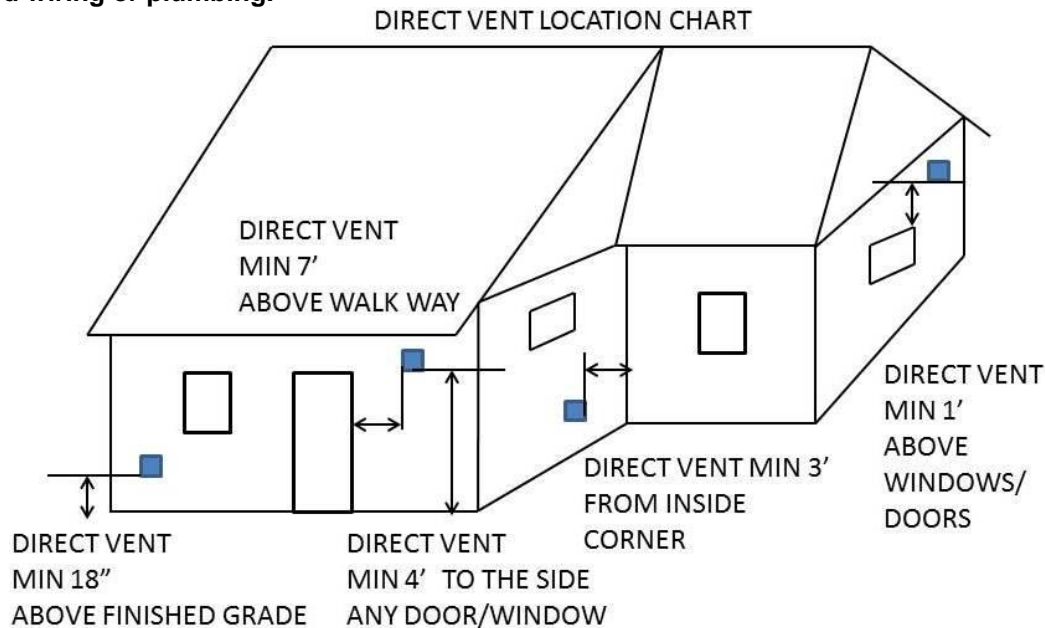 DIRECT VENT LOCATION CHART
DIRECT VENT
MIN 7'
ABOVE WALK WAY
DIRECT VENT
MIN 1'
ABOVE
WINDOWS/
DOORS
DIRECT VENT MIN 3'
FROM INSIDE
CORNER
DIRECT VENT
MIN 18"
ABOVE FINISHED GRADE
DIRECT VENT
MIN 4' TO THE SIDE
ANY DOOR/WINDOW